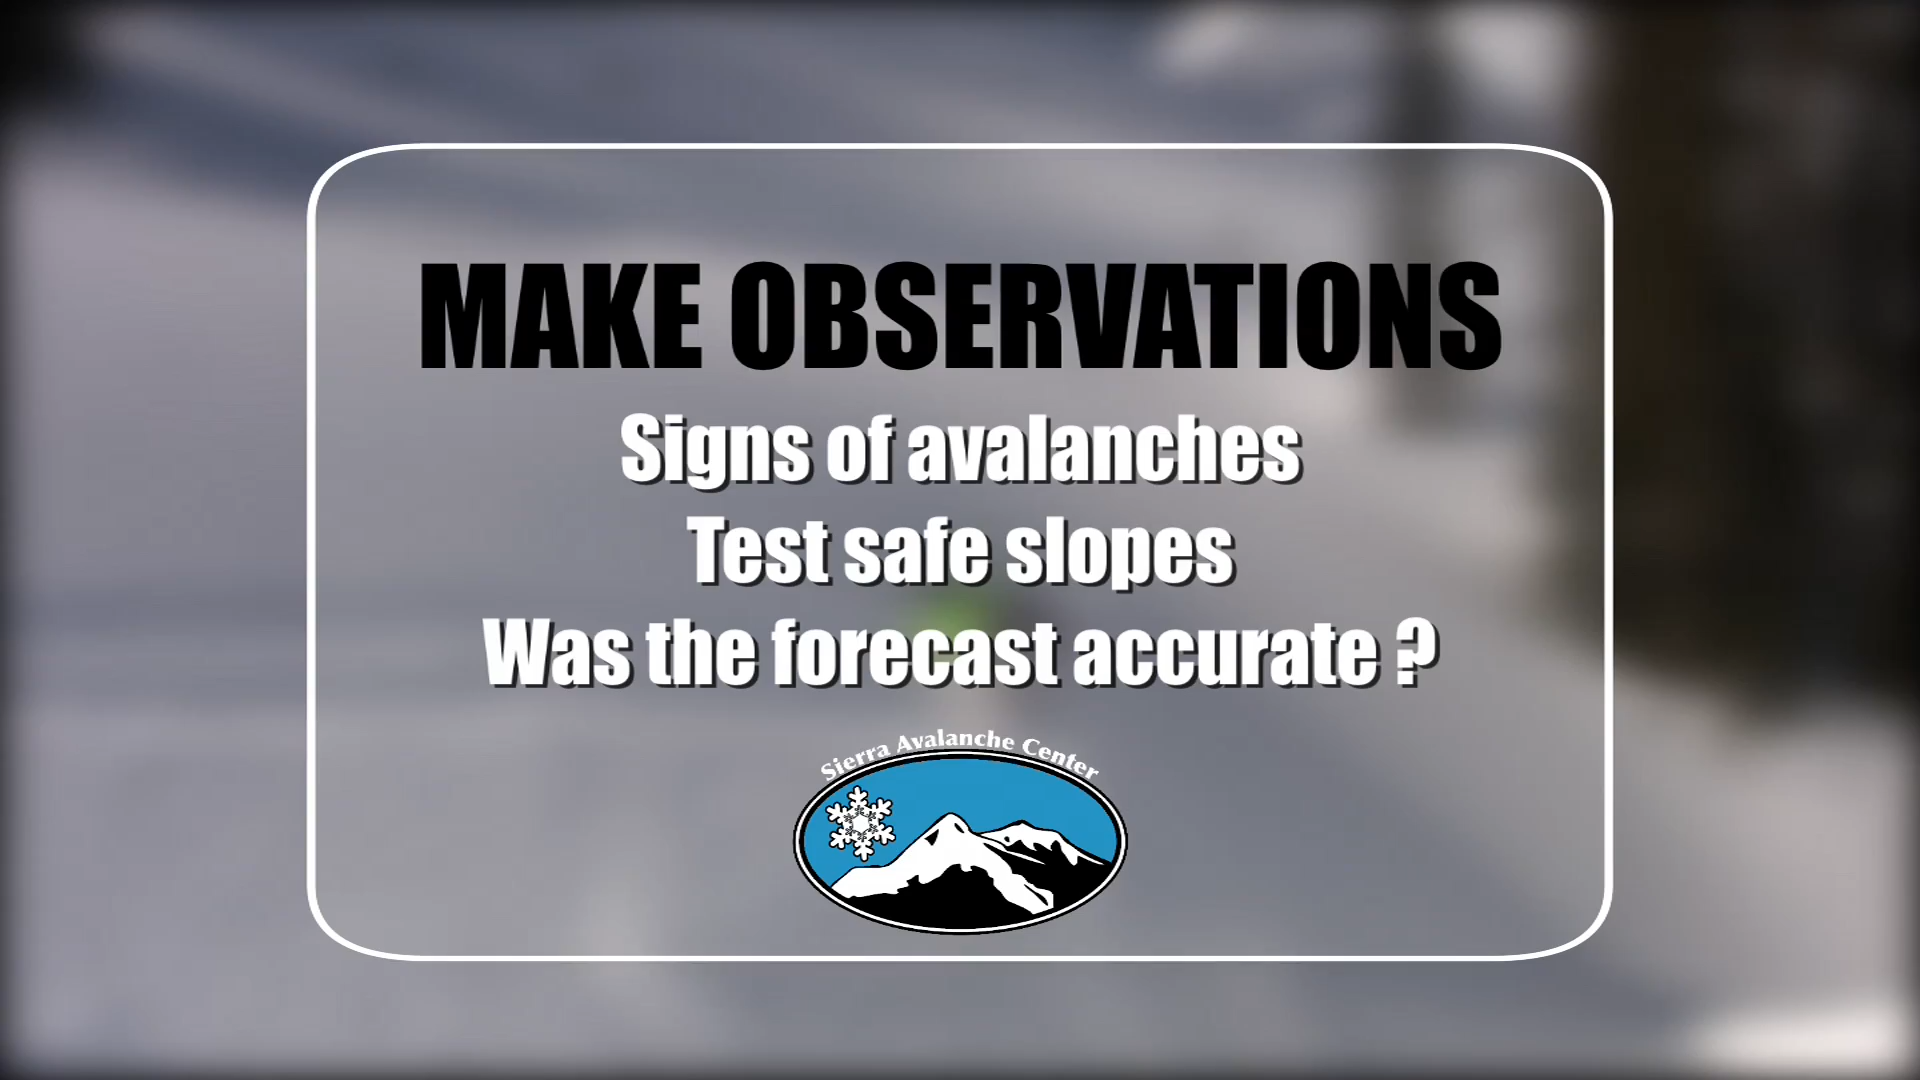 MAKE OBSERVATIONS
Signs of avalanches
Test safe slopes
Was the forecast accurate ?
Sierra Avalanche Center